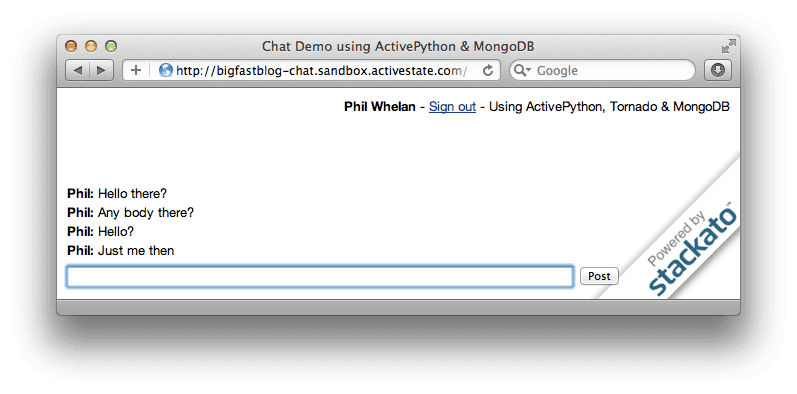 Chat Demo using ActivePython & MongoDB
http://bigfastblog-chat.sandbox.activestate.com/
Google
Phil Whelan - Sign out - Using ActivePython, Tornado & MongoDB
Phil: Hello there?
Phil: Any body there?
Phil: Hello?
Phil: Just me then
Post
Powered by
stackato™